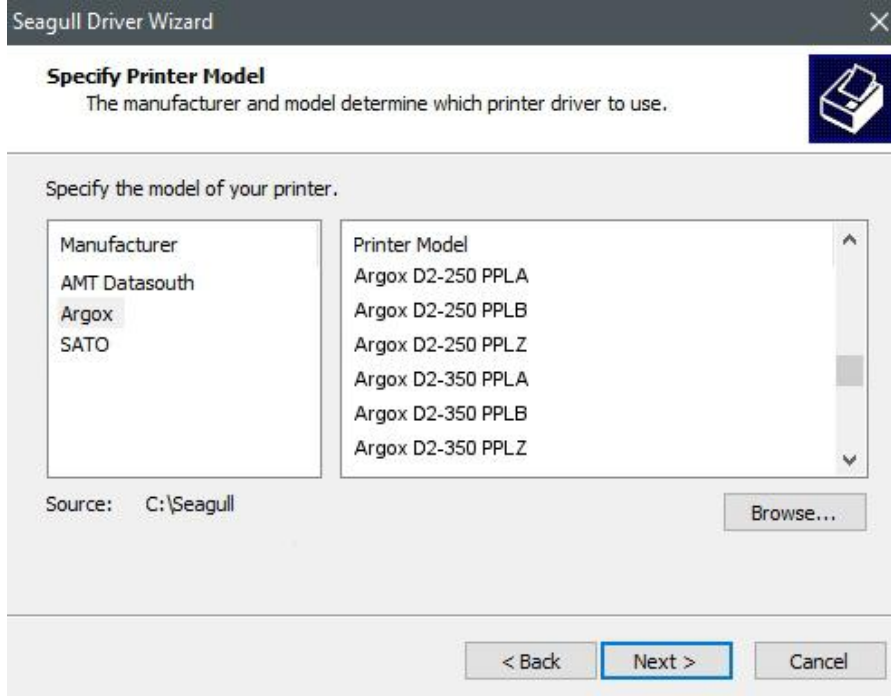 Seagull Driver Wizard
Specify Printer Model
The manufacturer and model determine which printer driver to use.
Specify the model of your printer.
Manufacturer
AMT Datasouth
Argox
SATO
Printer Model
Argox D2-250 PPLA
Argox D2-250 PPLB
Argox D2-250 PPLZ
Argox D2-350 PPLA
Argox D2-350 PPLB
Argox D2-350 PPLZ
Source: C:\Seagull
Browse...
< Back Next > Cancel